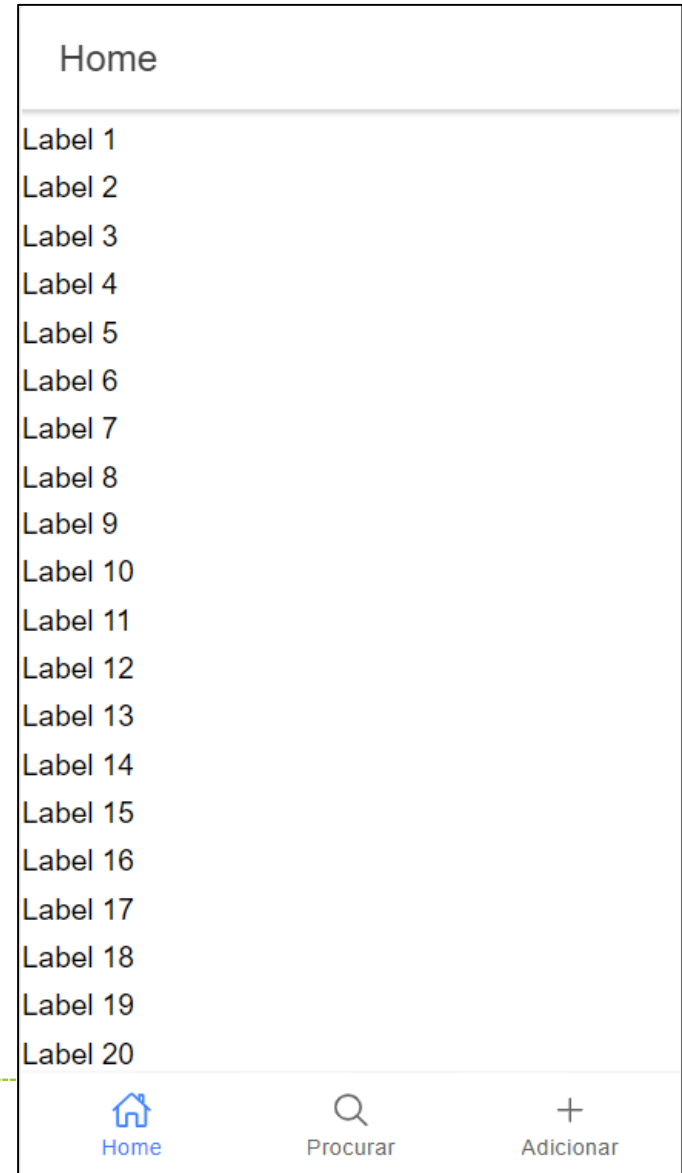 Home
Label 1
Label 2
Label 3
Label 4
Label 5
Label 6
Label 7
Label 8
Label 9
Label 10
Label 11
Label 12
Label 13
Label 14
Label 15
Label 16
Label 17
Label 18
Label 19
Label 20
Home Procurar Adicionar